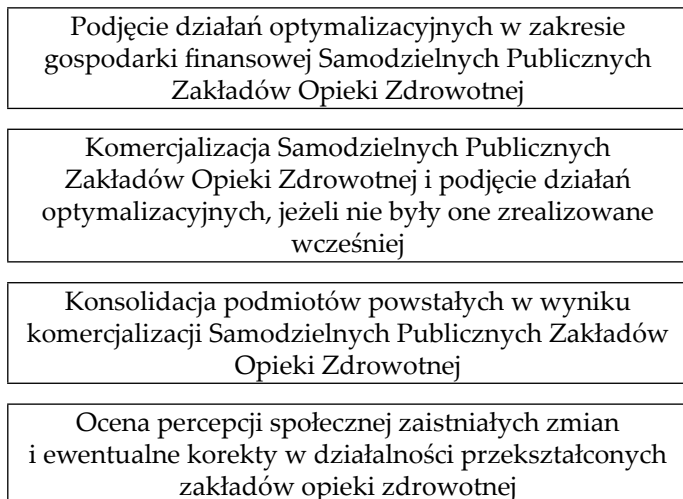 Podjęcie działań optymalizacyjnych w zakresie
gospodarki finansowej Samodzielnych Publicznych
Zakładów Opieki Zdrowotnej
Komercjalizacja Samodzielnych Publicznych
Zakładów Opieki Zdrowotnej i podjęcie działań
optymalizacyjnych, jeżeli nie były one zrealizowane
wcześniej
Konsolidacja podmiotów powstałych w wyniku
komercjalizacji Samodzielnych Publicznych Zakładów
Opieki Zdrowotnej
Ocena percepcji społecznej zaistniałych zmian
i ewentualne korekty w działalności przekształconych
zakładów opieki zdrowotnej